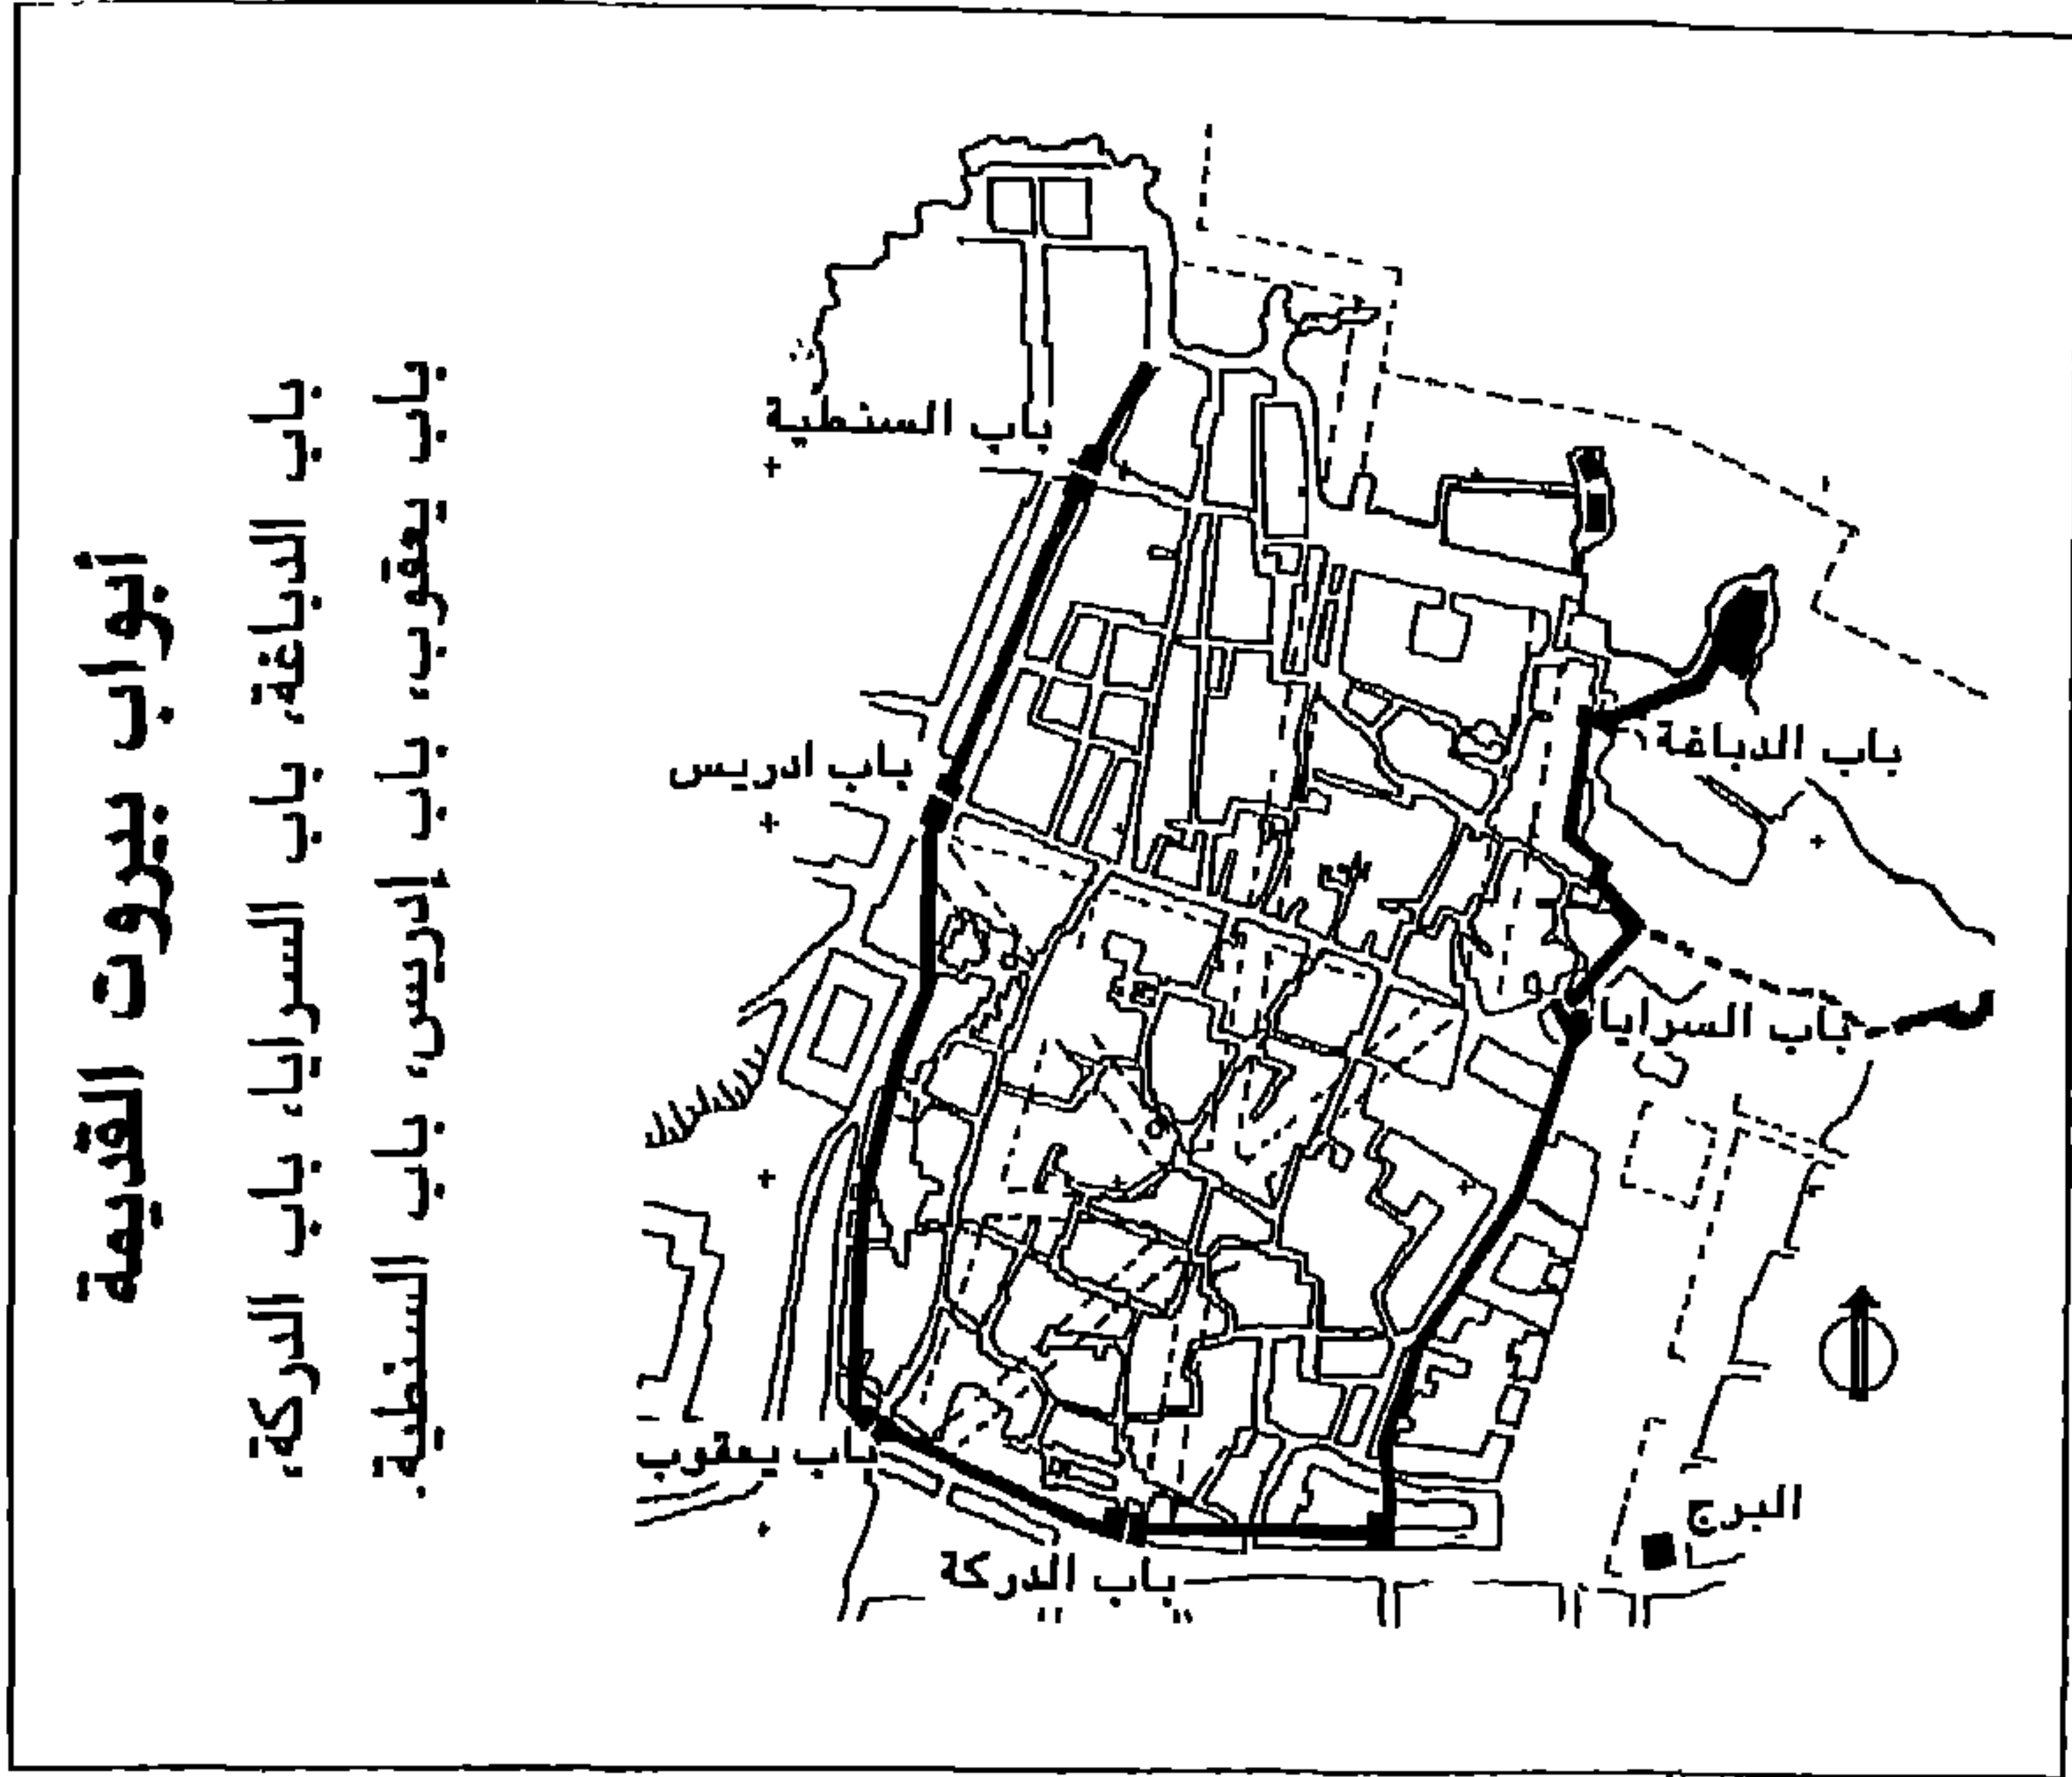 أبواب بيروت القديمة
باب الدباغة، باب السرايا، باب الدركة،
باب يعقوب، باب إدريس، باب السنطية.
باب السنطية
باب ادريس
باب الدباغة
باب السرايا
باب يعقوب
البرج
باب الدركة